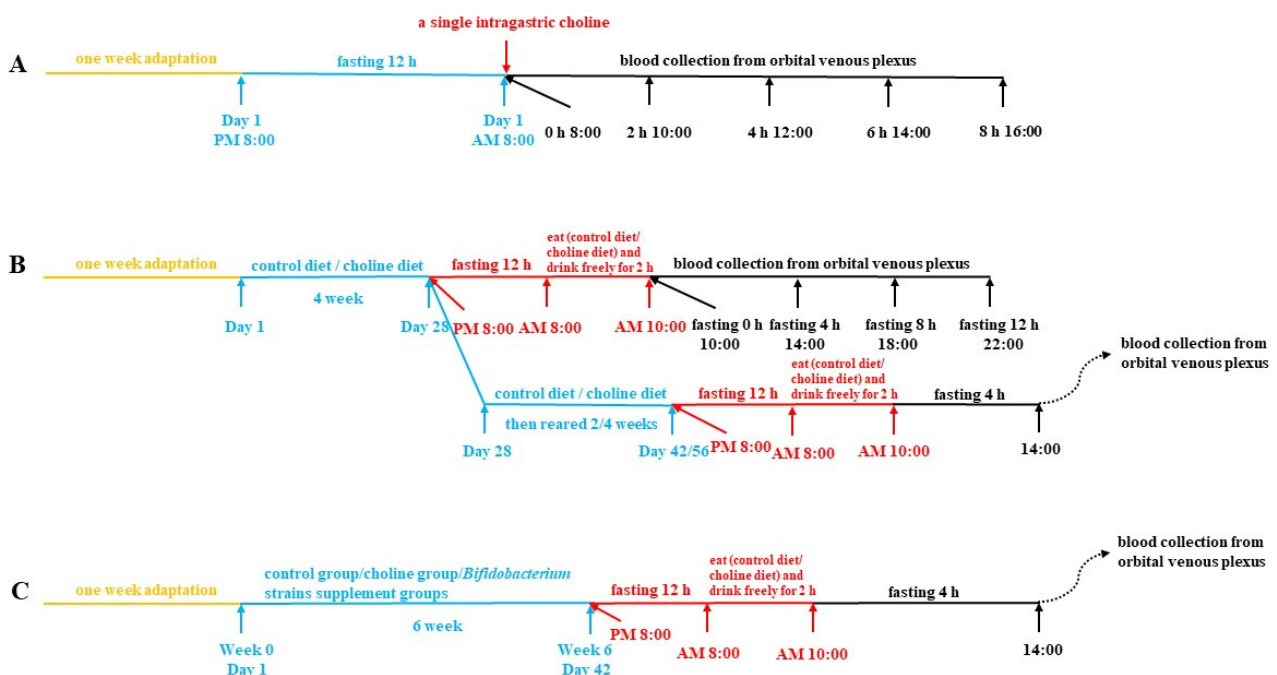 a single intragastric choline
A
one week adaptation
fasting 12 h
blood collection from orbital venous plexus
Day 1
PM 8:00
Day 1
AM 8:00
0 h 8:00
2 h 10:00
4 h 12:00
6 h 14:00
8 h 16:00
B
one week adaptation
control diet / choline diet
4 week
fasting 12 h
eat (control diet/
choline diet) and
drink freely for 2 h
blood collection from orbital venous plexus
Day 1
Day 28
PM 8:00
AM 8:00
AM 10:00
fasting 0 h
10:00
fasting 4 h
14:00
fasting 8 h
18:00
fasting 12 h
22:00
blood collection from
orbital venous plexus
control diet / choline diet
then reared 2/4 weeks
fasting 12 h
eat (control diet/
choline diet) and
drink freely for 2 h
fasting 4 h
Day 28
Day 42/56
PM 8:00
AM 8:00
AM 10:00
14:00
blood collection from
orbital venous plexus
C
one week adaptation
control group/choline group/Bifidobacterium
strains supplement groups
6 week
fasting 12 h
eat (control diet/
choline diet) and
drink freely for 2 h
fasting 4 h
Week 0
Day 1
Week 6
Day 42
PM 8:00
AM 8:00
AM 10:00
14:00